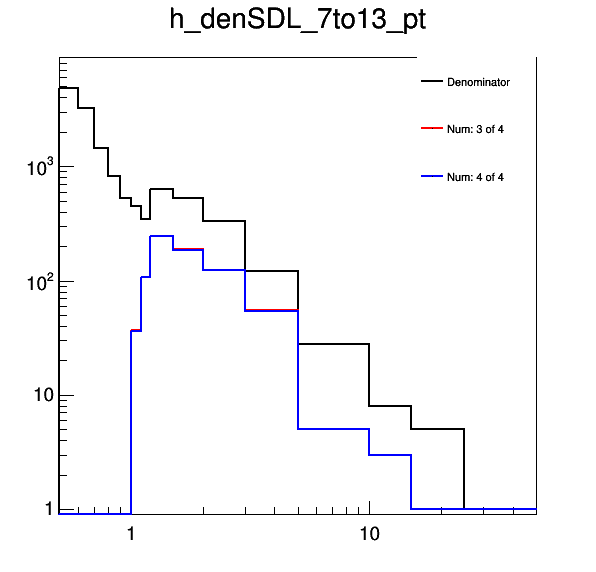 h_denSDL_7to13_pt
Denominator
Num: 3 of 4
Num: 4 of 4
10³
10²
10
1
1
10